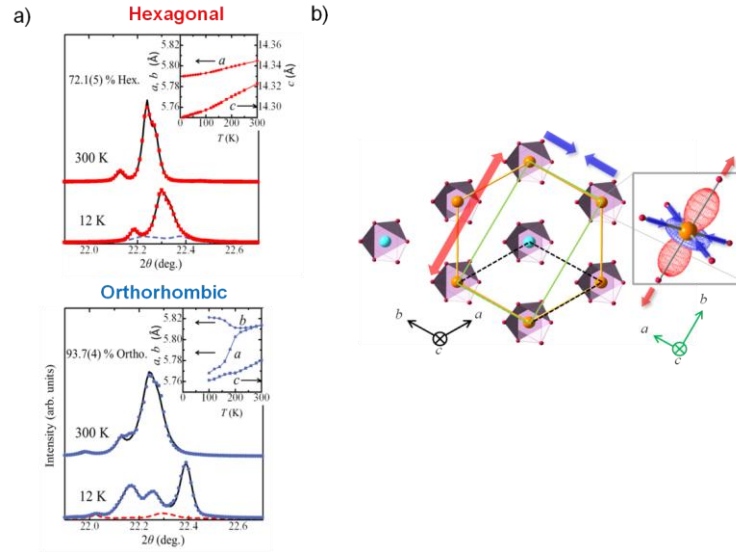 a)
Hexagonal
72.1(5) % Hex.
300 K
12 K
22.0 22.2 22.4 22.6
2θ (deg.)
a, b (Å)
5.82
5.80
5.78
5.76
a
c
14.36
14.34
14.32
14.30
c (Å)
0 100 200 300
T (K)
Orthorhombic
93.7(4) % Ortho.
300 K
12 K
Intensity (arb. units)
22.0 22.2 22.4 22.6
2θ (deg.)
a, b (Å)
5.82
5.80
5.78
5.76
b
a
c
0 100 200 300
T (K)
b)
b
a
c
b
a
c